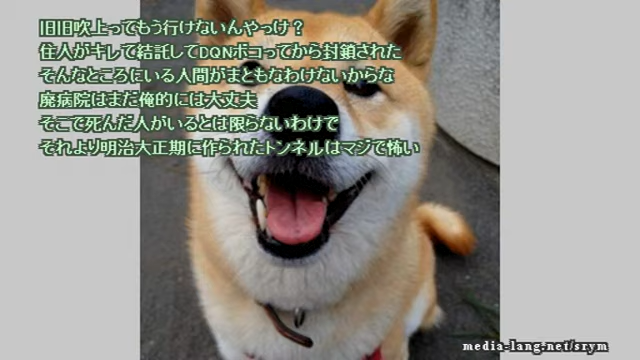 旧旧吹上ってもう行けないんやっけ？
住人がキレて結託してDQNボコってから封鎖された
そんなところにいる人間がまともなわけないからな
廃病院はまだ俺的には大丈夫
そこで死んだ人がいるとは限らないわけで
それより明治大正期に作られたトンネルはマジで怖い
media-lang.net/srym